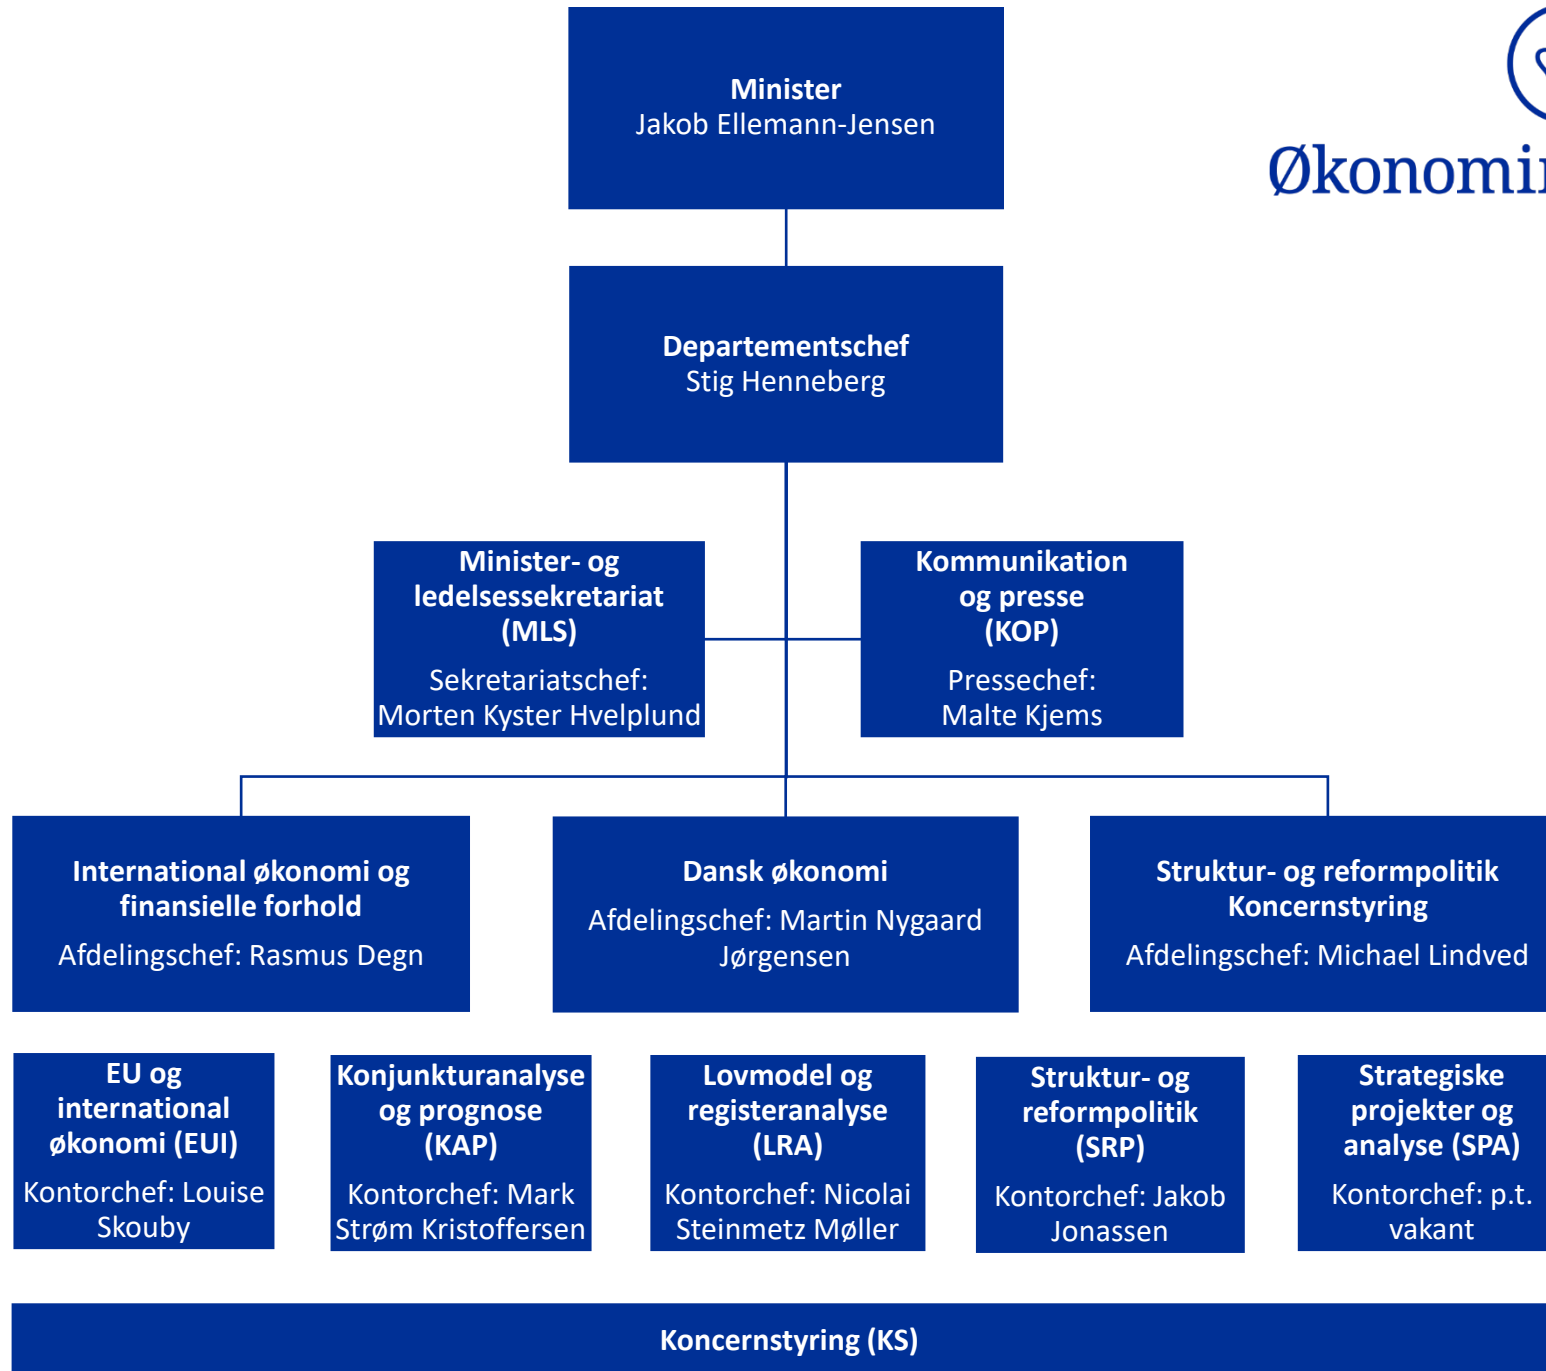 Minister
Jakob Ellemann-Jensen
Departementschef
Stig Henneberg
Minister- og
ledelsessekretariat
(MLS)
Sekretariatschef:
Morten Kyster Hvelplund
Kommunikation
og presse
(KOP)
Pressechef:
Malte Kjems
International økonomi og
finansielle forhold
Afdelingschef: Rasmus Degn
Dansk økonomi
Afdelingschef: Martin Nygaard
Jørgensen
Struktur- og reformpolitik
Koncernstyring
Afdelingschef: Michael Lindved
EU og
international
økonomi (EUI)
Kontorchef: Louise
Skouby
Konjunkturanalyse
og prognose
(KAP)
Kontorchef: Mark
Strøm Kristoffersen
Lovmodel og
registeranalyse
(LRA)
Kontorchef: Nicolai
Steinmetz Møller
Struktur- og
reformpolitik
(SRP)
Kontorchef: Jakob
Jonassen
Strategiske
projekter og
analyse (SPA)
Kontorchef: p.t.
vakant
Koncernstyring (KS)